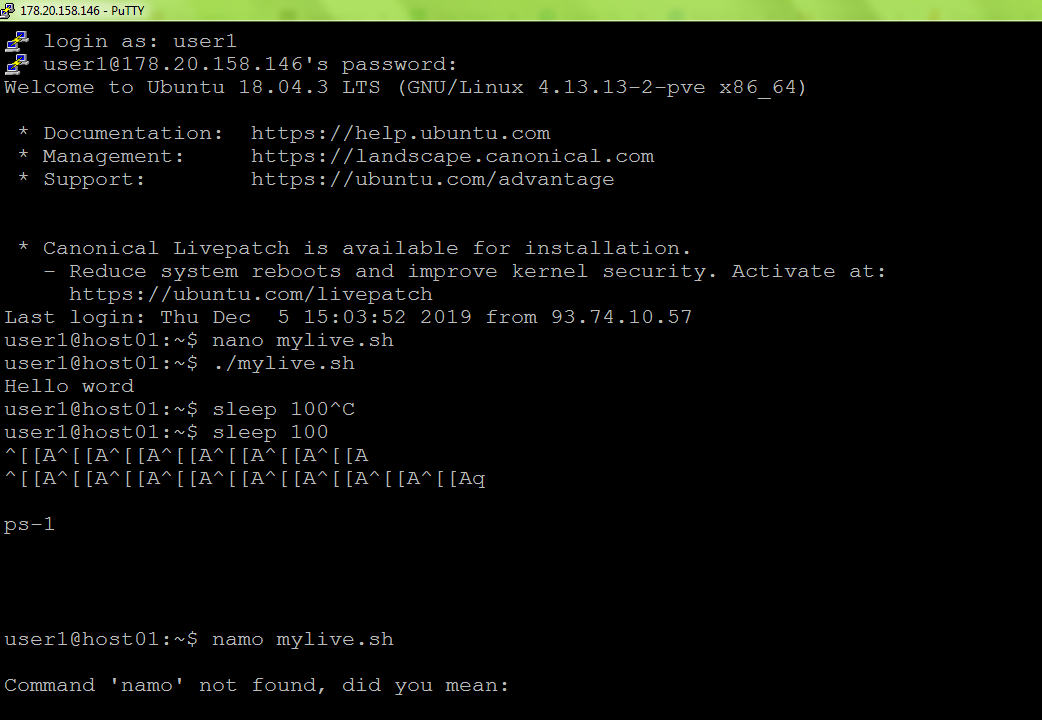 178.20.158.146 - PuTTY
login as: user1
user1@178.20.158.146's password:
Welcome to Ubuntu 18.04.3 LTS (GNU/Linux 4.13.13-2-pve x86_64)
* Documentation:  https://help.ubuntu.com
* Management:     https://landscape.canonical.com
* Support:        https://ubuntu.com/advantage
* Canonical Livepatch is available for installation.
- Reduce system reboots and improve kernel security. Activate at:
https://ubuntu.com/livepatch
Last login: Thu Dec  5 15:03:52 2019 from 93.74.10.57
user1@host01:~$ nano mylive.sh
user1@host01:~$ ./mylive.sh
Hello word
user1@host01:~$ sleep 100^C
user1@host01:~$ sleep 100
^[[A^[[A^[[A^[[A^[[A^[[A^[[A
^[[A^[[A^[[A^[[A^[[A^[[A^[[A^[[A^[[Aq
ps-1
user1@host01:~$ namo mylive.sh
Command 'namo' not found, did you mean: